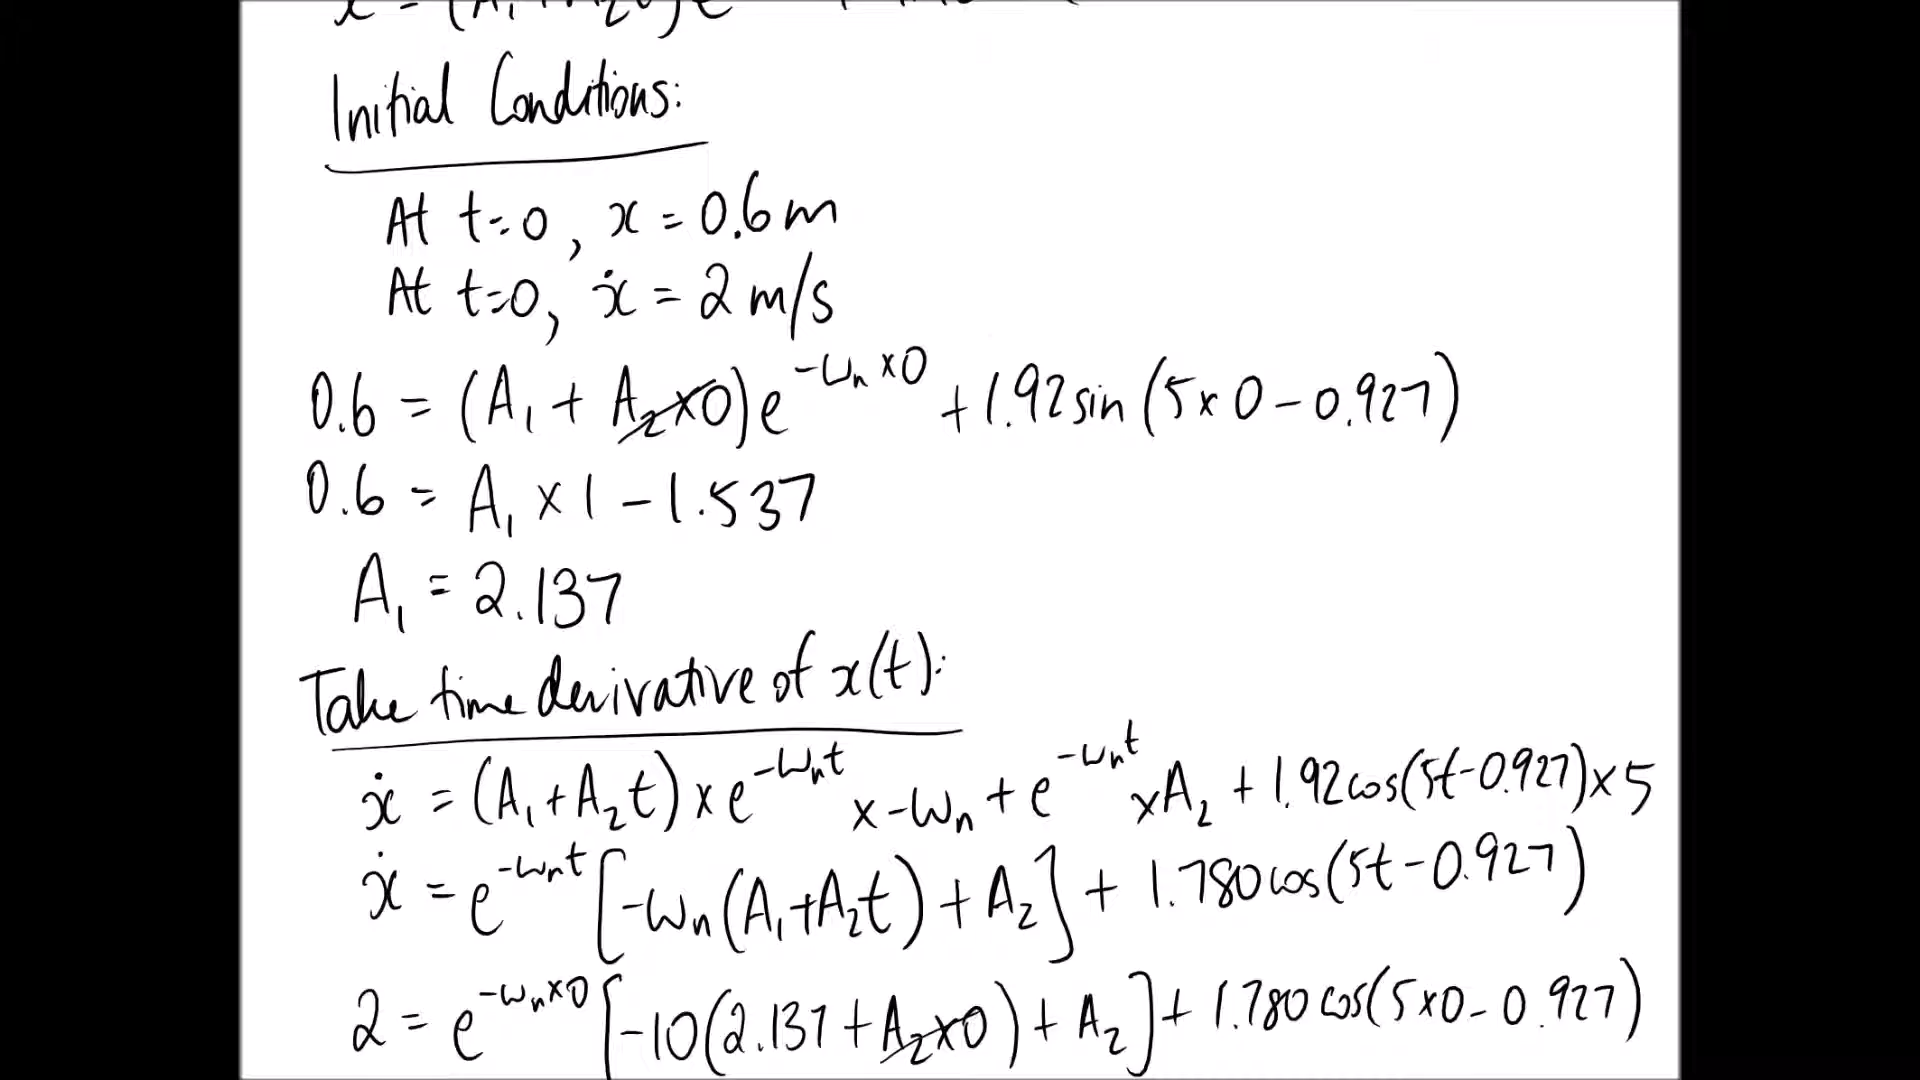 Initial Conditions:
At t=0, x = 0.6m
At t=0, ẋ = 2 m/s
0.6 = (A₁ + A₂×0)e^(-ωₙ×0) + 1.92 sin (5×0-0.927)
0.6 = A₁ × 1 - 1.537
A₁ = 2.137
Take time derivative of x(t):
ẋ = (A₁+A₂t)×e^(-ωₙt) × -ωₙ + e^(-ωₙt) ×A₂ + 1.92cos(5t-0.927)×5
ẋ = e^(-ωₙt) [-ωₙ(A₁+A₂t)+A₂] + 1.780cos(5t-0.927)
2 = e^(-ωₙ×0) [-10(2.137+A₂×0)+A₂] + 1.780 cos(5×0-0.927)